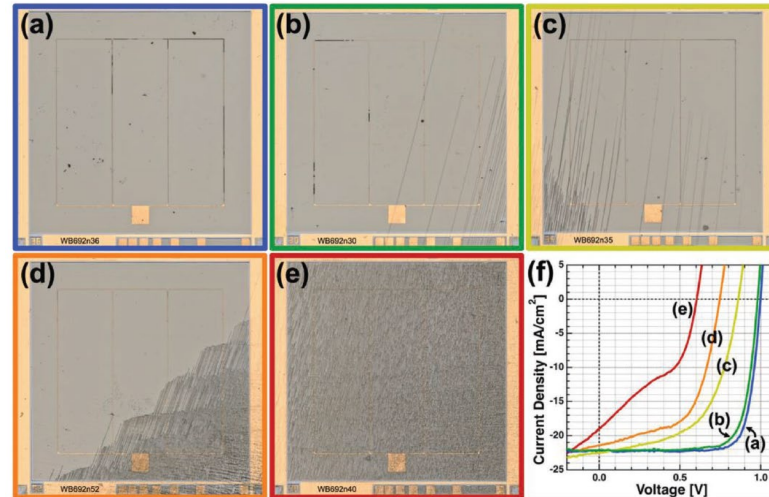 (a)
(b)
(c)
WB692n36
WB692n30
WB692n35
(d)
(e)
(f)
WB692n52
WB692n40
5
0
-5
-10
-15
-20
-25
Current Density [mA/cm²]
(e)
(d)
(c)
(b)
(a)
0.0
0.5
1.0
Voltage [V]